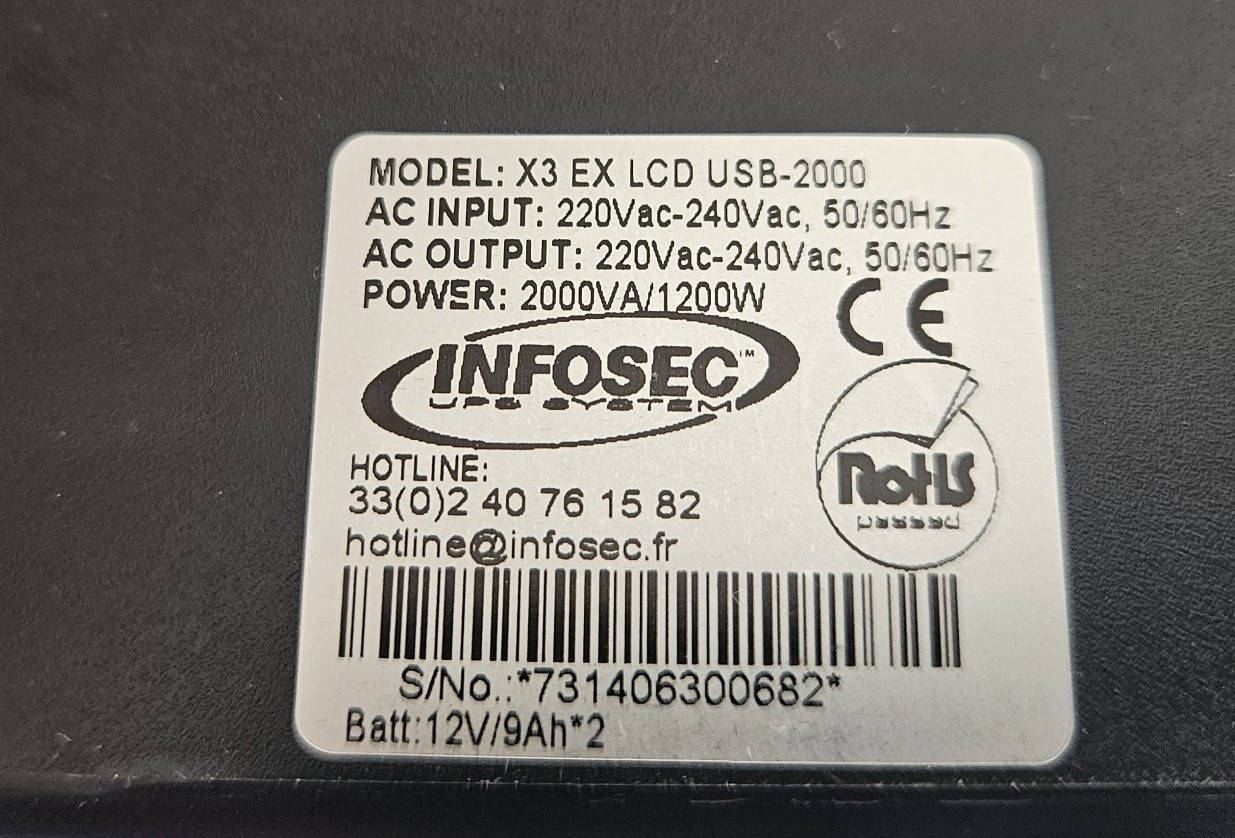 MODEL: X3 EX LCD USB-2000
AC INPUT: 220Vac-240Vac, 50/60Hz
AC OUTPUT: 220Vac-240Vac, 50/60Hz
POWER: 2000VA/1200W
CE
INFOSEC™
UPS SYSTEM
RoHS
passed
HOTLINE:
33(0)2 40 76 15 82
hotline@infosec.fr
S/No.:*731406300682*
Batt:12V/9Ah*2